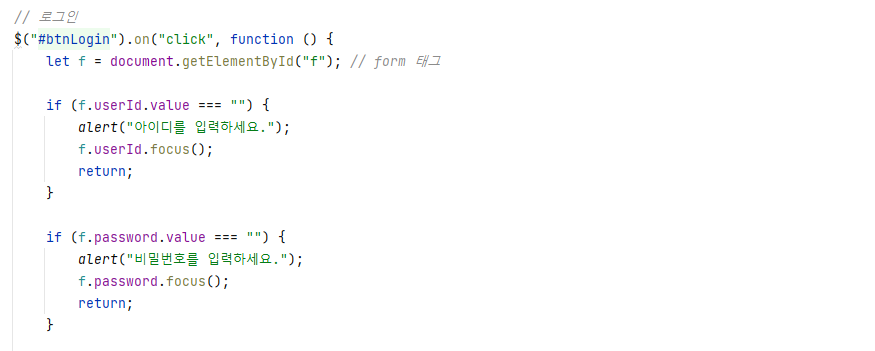 // 로그인
$("#btnLogin").on("click", function () {
let f = document.getElementById("f"); // form 태그
if (f.userId.value === "") {
alert("아이디를 입력하세요.");
f.userId.focus();
return;
}
if (f.password.value === "") {
alert("비밀번호를 입력하세요.");
f.password.focus();
return;
}